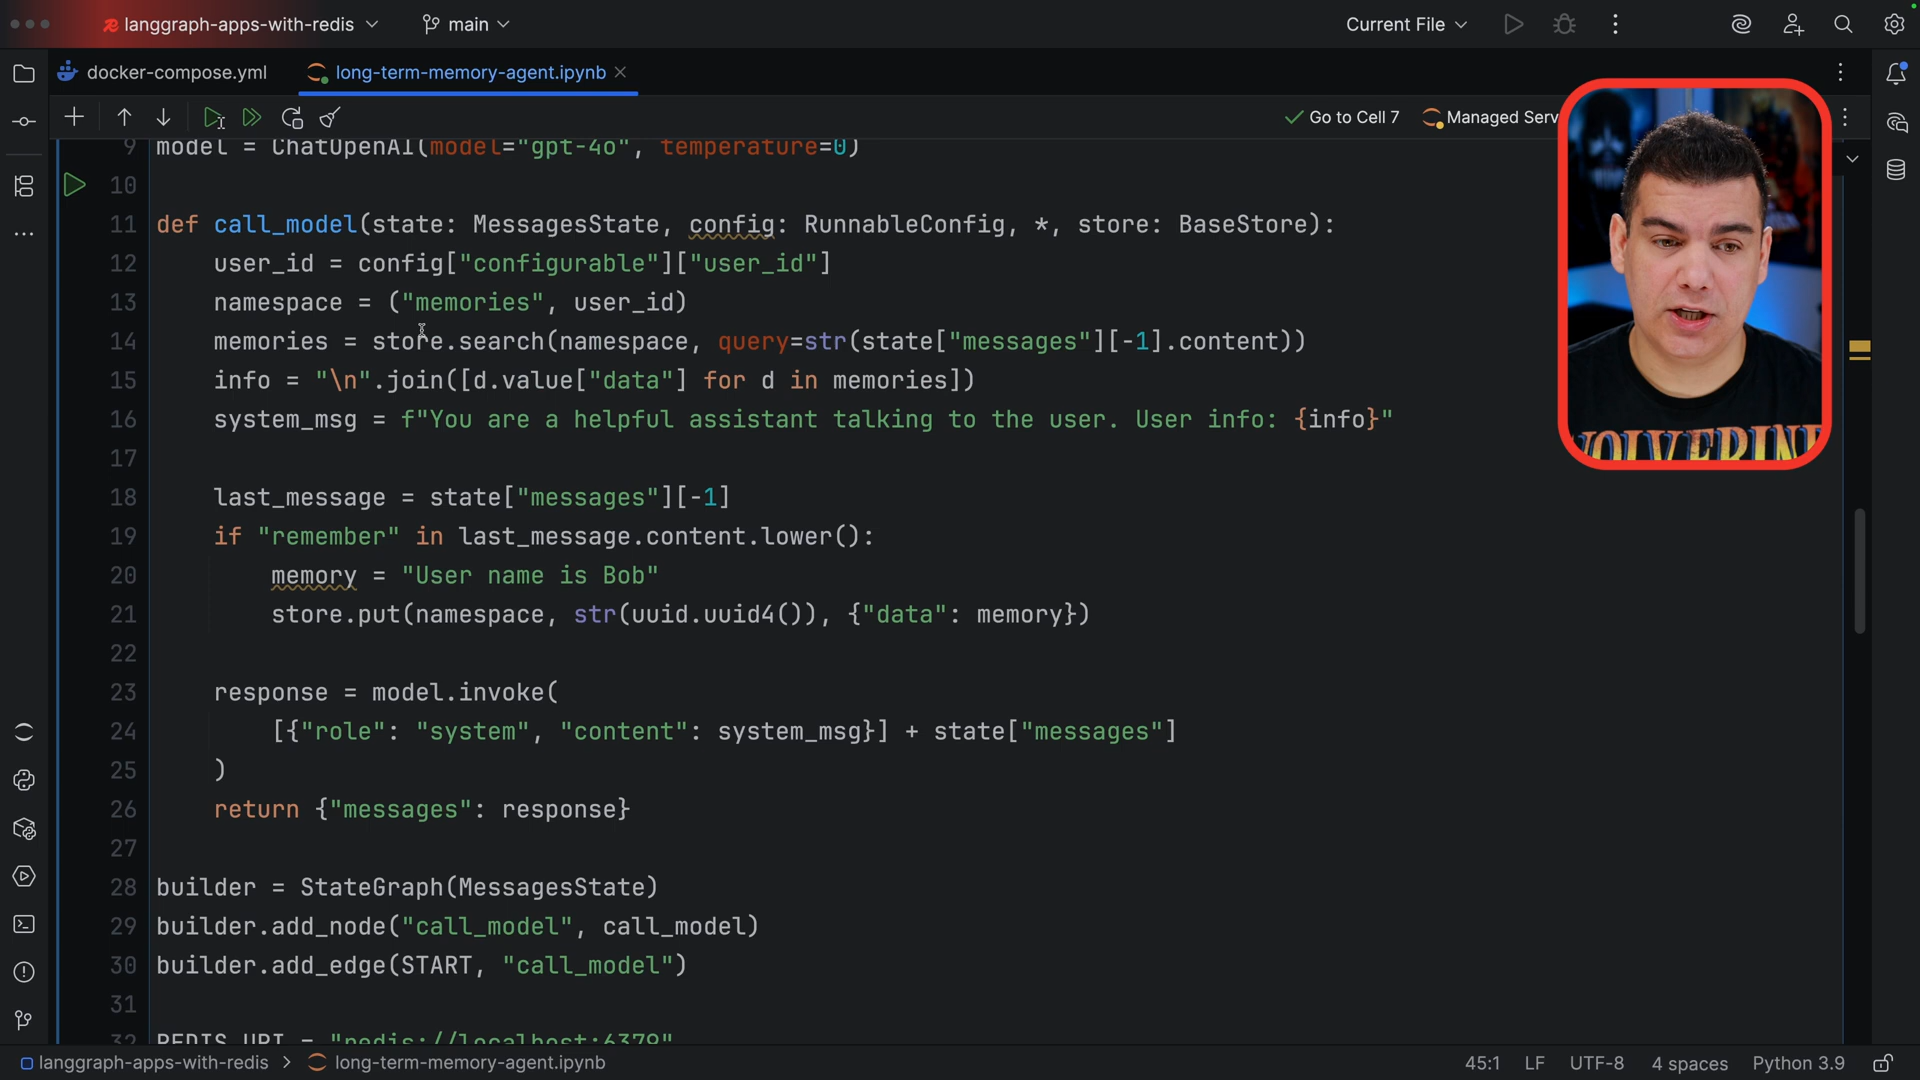 langgraph-apps-with-redis
main
Current File
docker-compose.yml
long-term-memory-agent.ipynb
Go to Cell 7
Managed Serv
9 model = ChatOpenAI(model="gpt-4o", temperature=0)
10
11 def call_model(state: MessagesState, config: RunnableConfig, *, store: BaseStore):
12 user_id = config["configurable"]["user_id"]
13 namespace = ("memories", user_id)
14 memories = store.search(namespace, query=str(state["messages"][-1].content))
15 info = "\n".join([d.value["data"] for d in memories])
16 system_msg = f"You are a helpful assistant talking to the user. User info: {info}"
17
18 last_message = state["messages"][-1]
19 if "remember" in last_message.content.lower():
20 memory = "User name is Bob"
21 store.put(namespace, str(uuid.uuid4()), {"data": memory})
22
23 response = model.invoke(
24 [{"role": "system", "content": system_msg}] + state["messages"]
25 )
26 return {"messages": response}
27
28 builder = StateGraph(MessagesState)
29 builder.add_node("call_model", call_model)
30 builder.add_edge(START, "call_model")
31
32 REDIS_URI = "redis://localhost:6379"
WOLVERINE
langgraph-apps-with-redis > long-term-memory-agent.ipynb
45:1 LF UTF-8 4 spaces Python 3.9